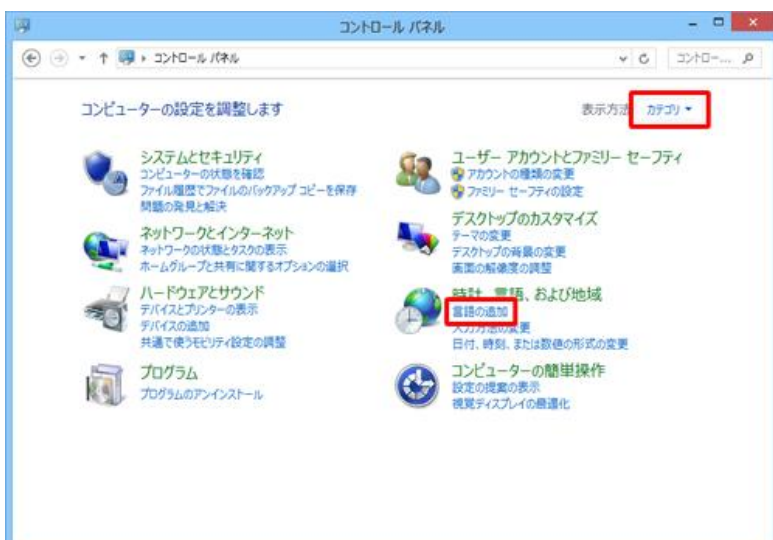 コントロール パネル
コントロール パネル
コントロー...
コンピューターの設定を調整します
表示方法 カテゴリ
システムとセキュリティ
コンピューターの状態を確認
ファイル履歴でファイルのバックアップ コピーを保存
問題の発見と解決
ネットワークとインターネット
ネットワークの状態とタスクの表示
ホームグループと共有に関するオプションの選択
ハードウェアとサウンド
デバイスとプリンターの表示
デバイスの追加
共通で使うモビリティ設定の調整
プログラム
プログラムのアンインストール
ユーザー アカウントとファミリー セーフティ
アカウントの種類の変更
ファミリー セーフティの設定
デスクトップのカスタマイズ
テーマの変更
デスクトップの背景の変更
画面の解像度の調整
時計、言語、および地域
言語の追加
入力方法の変更
日付、時刻、または数値の形式の変更
コンピューターの簡単操作
設定の提案の表示
視覚ディスプレイの最適化